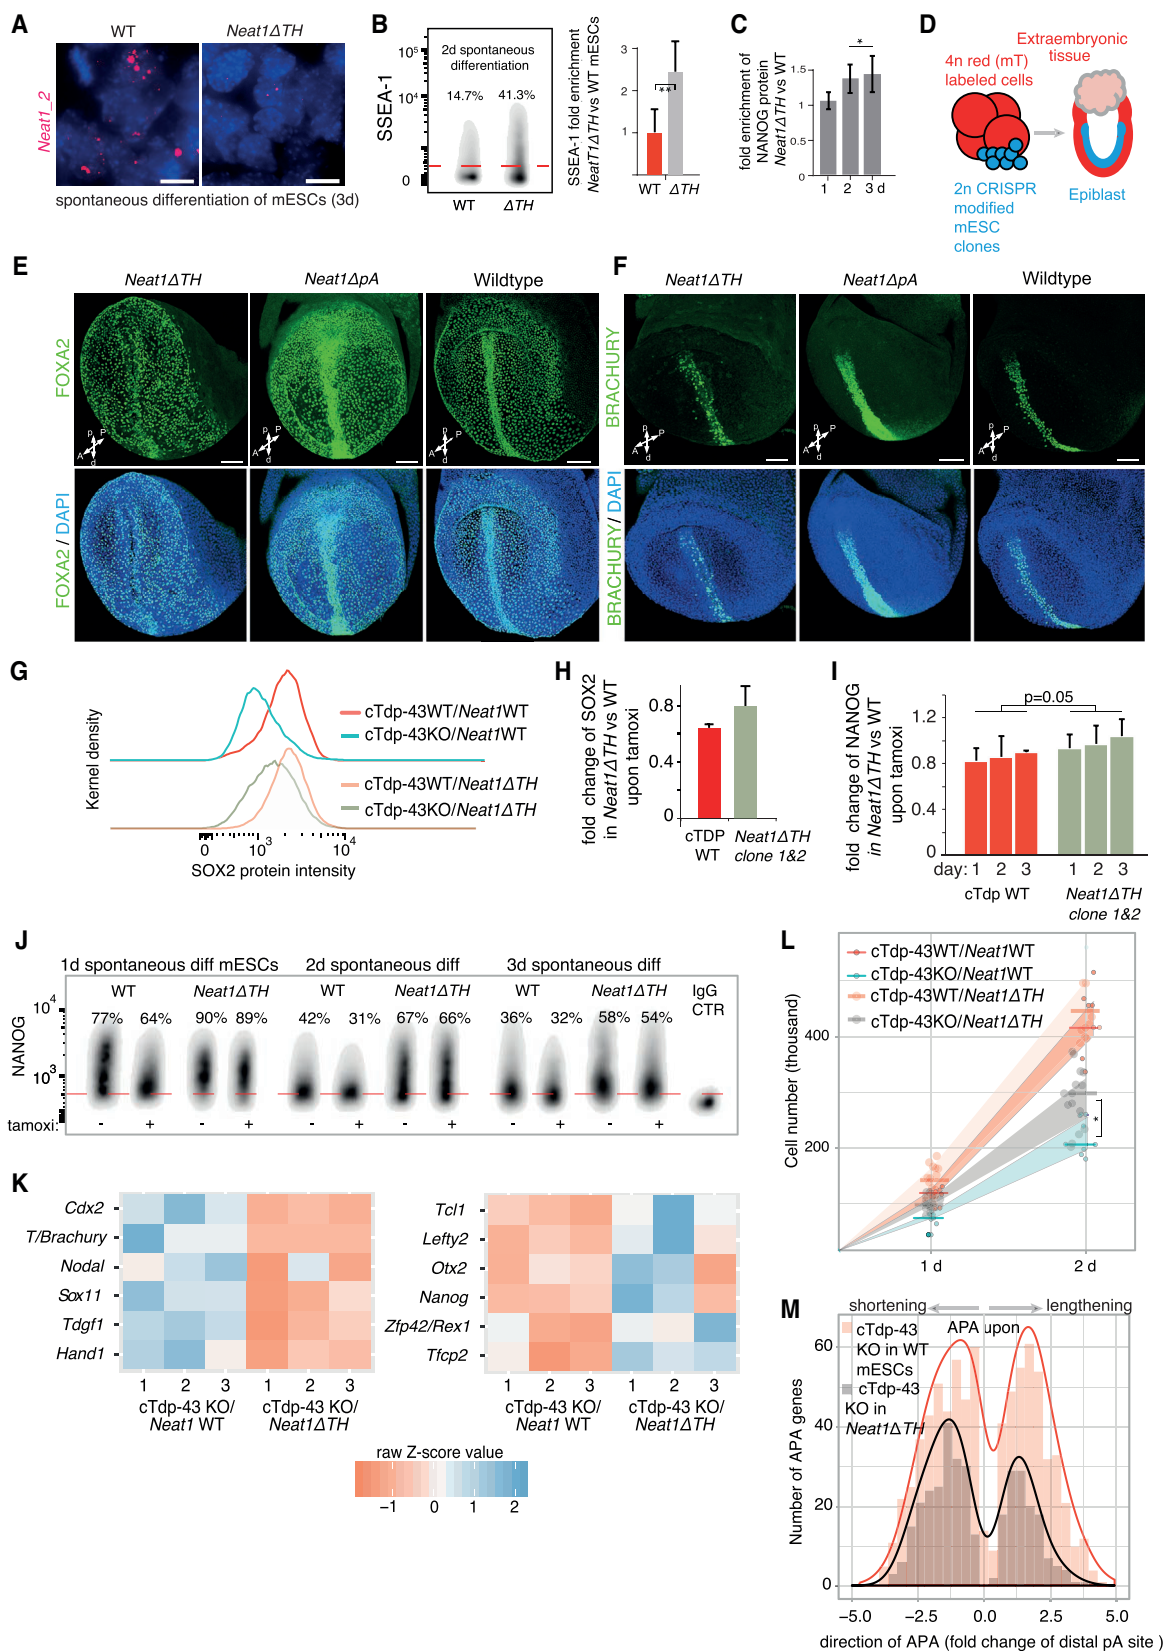 A
WT
Neat1ΔTH
Neat1_2
spontaneous differentiation of mESCs (3d)
B
SSEA-1
10⁵
10⁴
0
2d spontaneous
differentiation
14.7%
41.3%
WT
ΔTH
SSEA-1 fold enrichment
NeatT1ΔTH vs WT mESCs
3
2
1
**
WT
ΔTH
C
fold enrichment of
NANOG protein
Neat1ΔTH vs WT
1.5
1
0.5
0
*
1
2
3 d
D
4n red (mT)
labeled cells
Extraembryonic
tissue
2n CRISPR
modified
mESC
clones
Epiblast
E
Neat1ΔTH
Neat1ΔpA
Wildtype
FOXA2
FOXA2 / DAPI
p
P
A
d
p
P
A
d
p
P
A
d
F
Neat1ΔTH
Neat1ΔpA
Wildtype
BRACHURY
BRACHURY/ DAPI
p
P
A
d
p
P
A
d
p
P
A
d
G
Kernel density
cTdp-43WT/Neat1WT
cTdp-43KO/Neat1WT
cTdp-43WT/Neat1ΔTH
cTdp-43KO/Neat1ΔTH
0
10³
10⁴
SOX2 protein intensity
H
fold change of SOX2
in Neat1ΔTH vs WT
upon tamoxi
0.8
0.4
0
cTDP
WT
Neat1ΔTH
clone 1&2
I
fold change of NANOG
in Neat1ΔTH vs WT
upon tamoxi
1.2
0.8
0.4
0
p=0.05
day: 1 2 3 1 2 3
cTdp WT
Neat1ΔTH
clone 1&2
J
1d spontaneous diff mESCs
2d spontaneous diff
3d spontaneous diff
WT
Neat1ΔTH
WT
Neat1ΔTH
WT
Neat1ΔTH
IgG
CTR
NANOG
10⁴
10³
77% 64% 90% 89% 42% 31% 67% 66% 36% 32% 58% 54%
tamoxi: - + - + - + - + - + - +
K
Cdx2
T/Brachury
Nodal
Sox11
Tdgf1
Hand1
1 2 3 1 2 3
cTdp-43 KO/
Neat1 WT
cTdp-43 KO/
Neat1ΔTH
Tcl1
Lefty2
Otx2
Nanog
Zfp42/Rex1
Tfcp2
1 2 3 1 2 3
cTdp-43 KO/
Neat1 WT
cTdp-43 KO/
Neat1ΔTH
raw Z-score value
−1 0 1 2
L
Cell number (thousand)
400
200
cTdp-43WT/Neat1WT
cTdp-43KO/Neat1WT
cTdp-43WT/Neat1ΔTH
cTdp-43KO/Neat1ΔTH
*
1 d
2 d
M
shortening
lengthening
APA upon
cTdp-43
KO in WT
mESCs
cTdp-43
KO in
Neat1ΔTH
Number of APA genes
60
40
20
0
−5.0 −2.5 0.0 2.5 5.0
direction of APA (fold change of distal pA site )